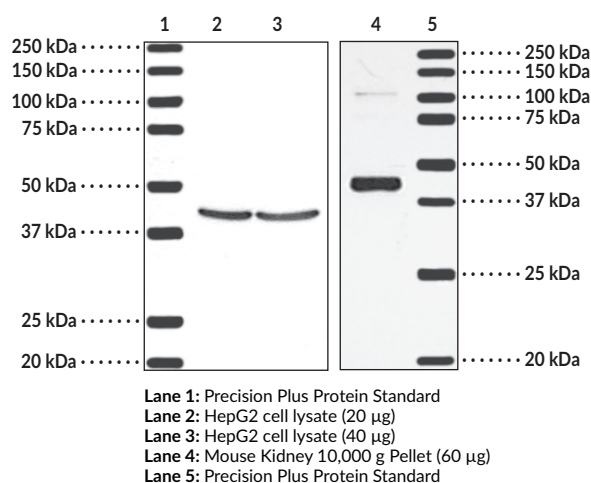 1 2 3 4 5
250 kDa
150 kDa
100 kDa
75 kDa
50 kDa
37 kDa
25 kDa
20 kDa
250 kDa
150 kDa
100 kDa
75 kDa
50 kDa
37 kDa
25 kDa
20 kDa
Lane 1: Precision Plus Protein Standard
Lane 2: HepG2 cell lysate (20 µg)
Lane 3: HepG2 cell lysate (40 µg)
Lane 4: Mouse Kidney 10,000 g Pellet (60 µg)
Lane 5: Precision Plus Protein Standard